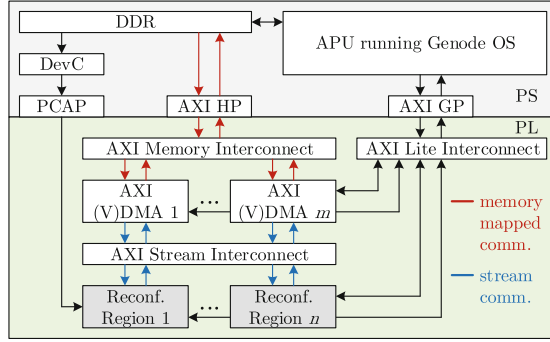 DDR
APU running Genode OS
DevC
PCAP
AXI HP
AXI GP
PS
PL
AXI Memory Interconnect
AXI Lite Interconnect
AXI
(V)DMA 1
...
AXI
(V)DMA m
memory
mapped
comm.
AXI Stream Interconnect
stream
comm.
Reconf.
Region 1
...
Reconf.
Region n